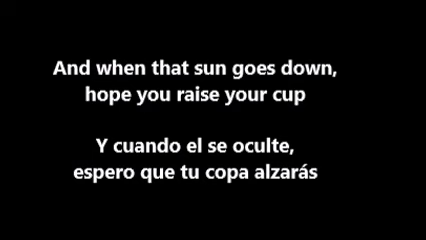 And when that sun goes down,
hope you raise your cup
Y cuando el se oculte,
espero que tu copa alzarás